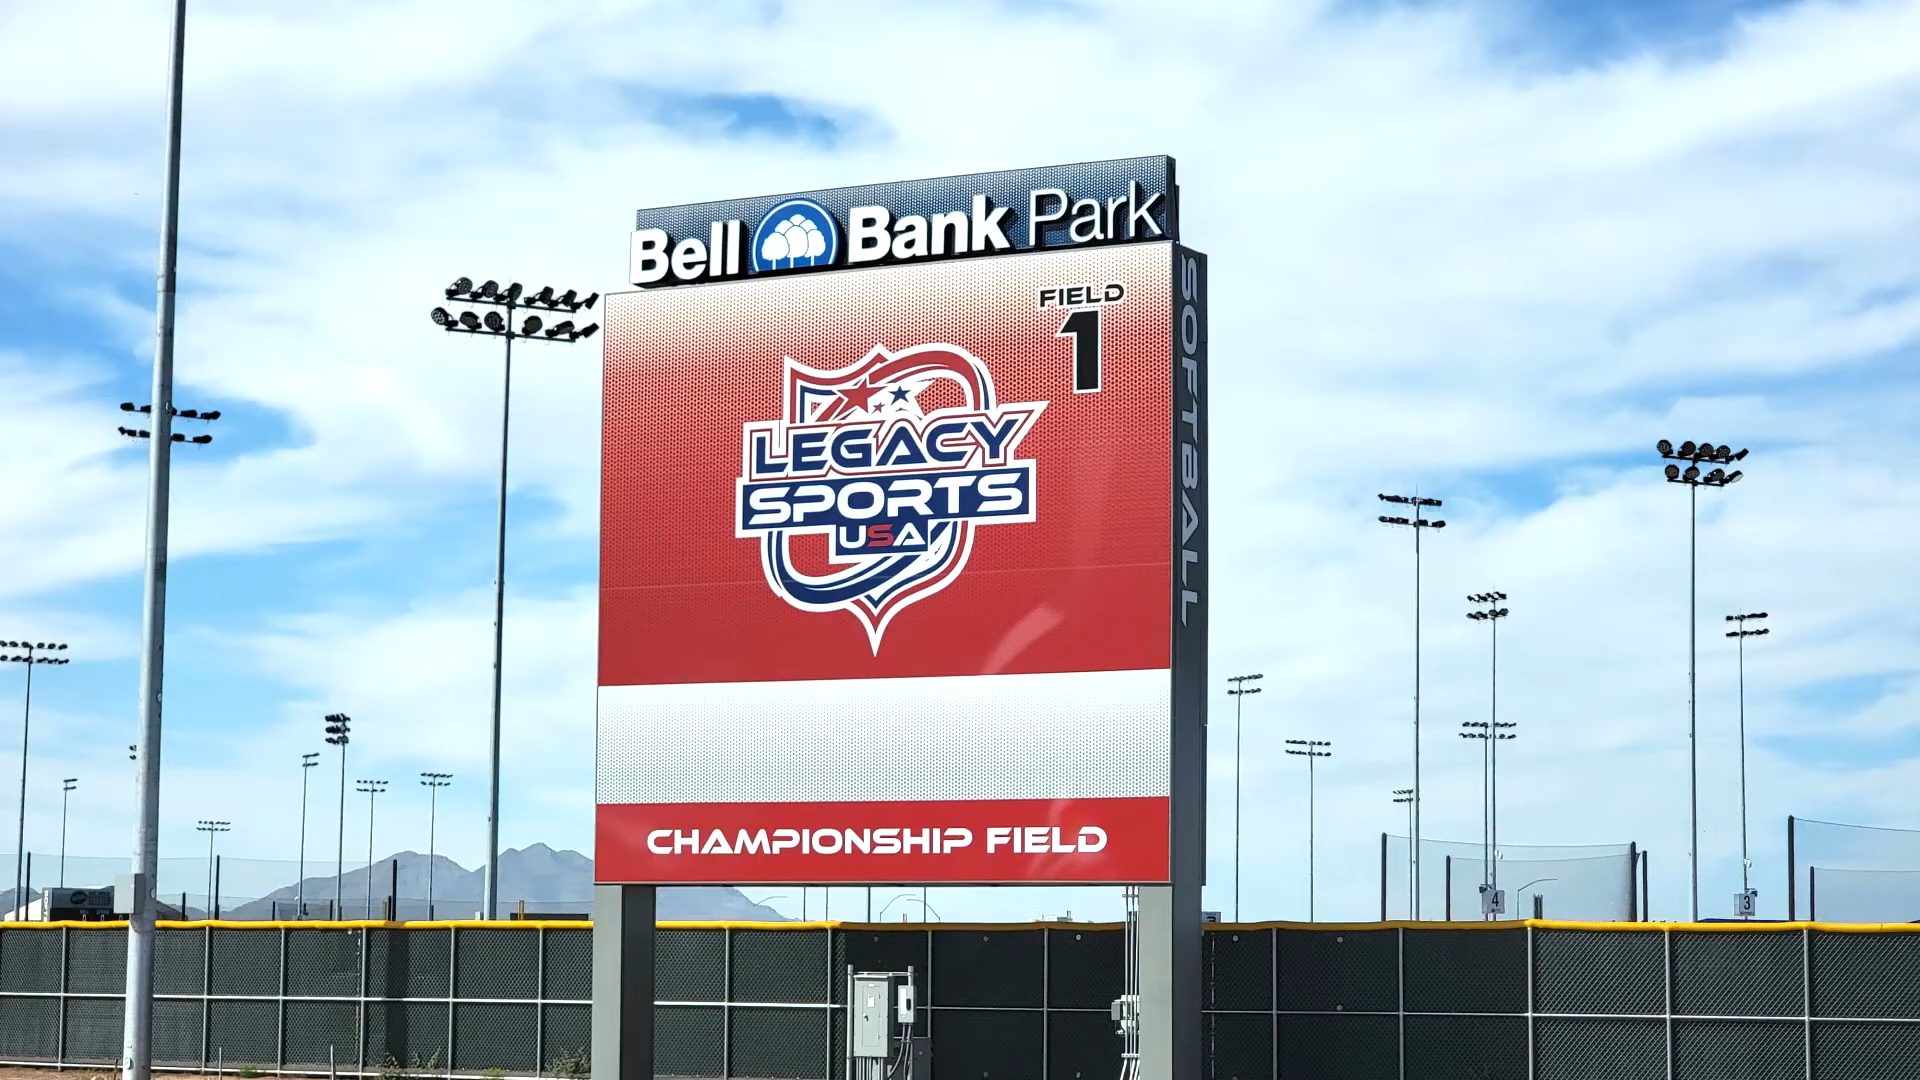 Bell Bank Park
FIELD
1
LEGACY
SPORTS
USA
CHAMPIONSHIP FIELD
SOFTBALL
4
3